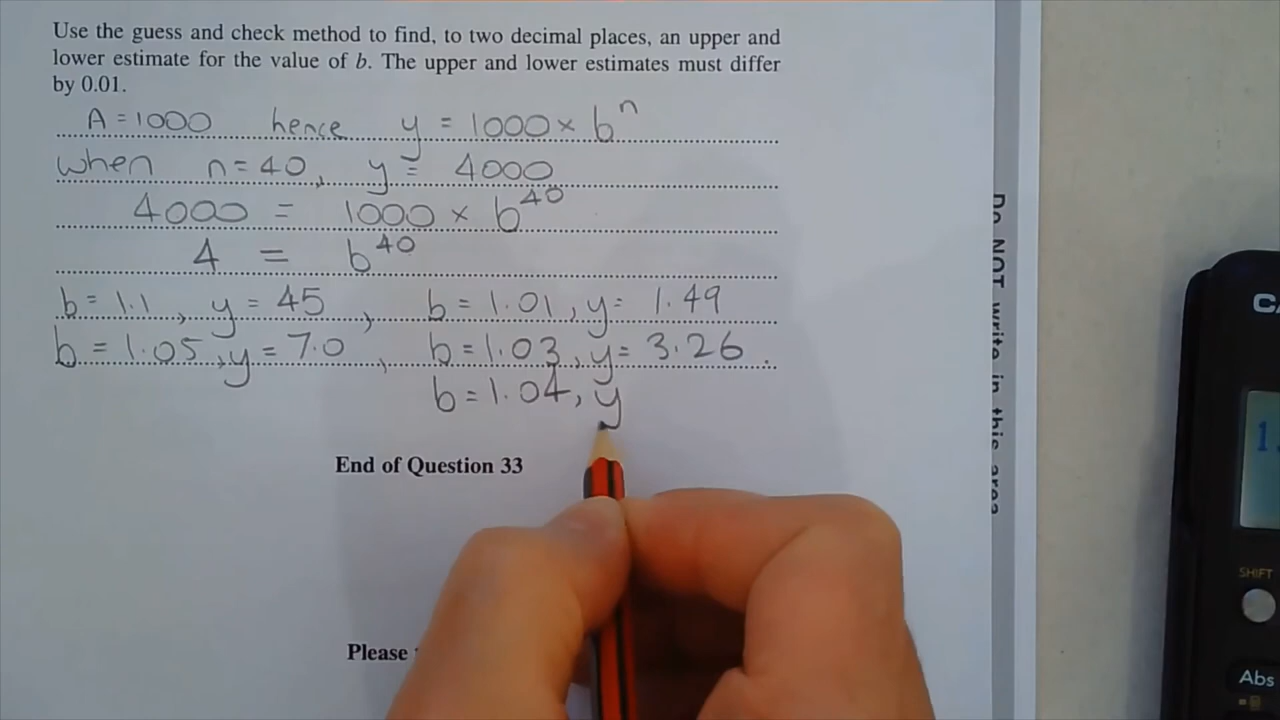 Use the guess and check method to find, to two decimal places, an upper and
lower estimate for the value of b. The upper and lower estimates must differ
by 0.01.
A = 1000 hence y = 1000 × b^n
when n = 40, y = 4000
4000 = 1000 × b^40
4 = b^40
b = 1.1, y = 45, b = 1.01, y = 1.49
b = 1.05, y = 7.0, b = 1.03, y = 3.26.
b = 1.04, y
End of Question 33
Please
Do NOT write in this area
SHIFT
Abs